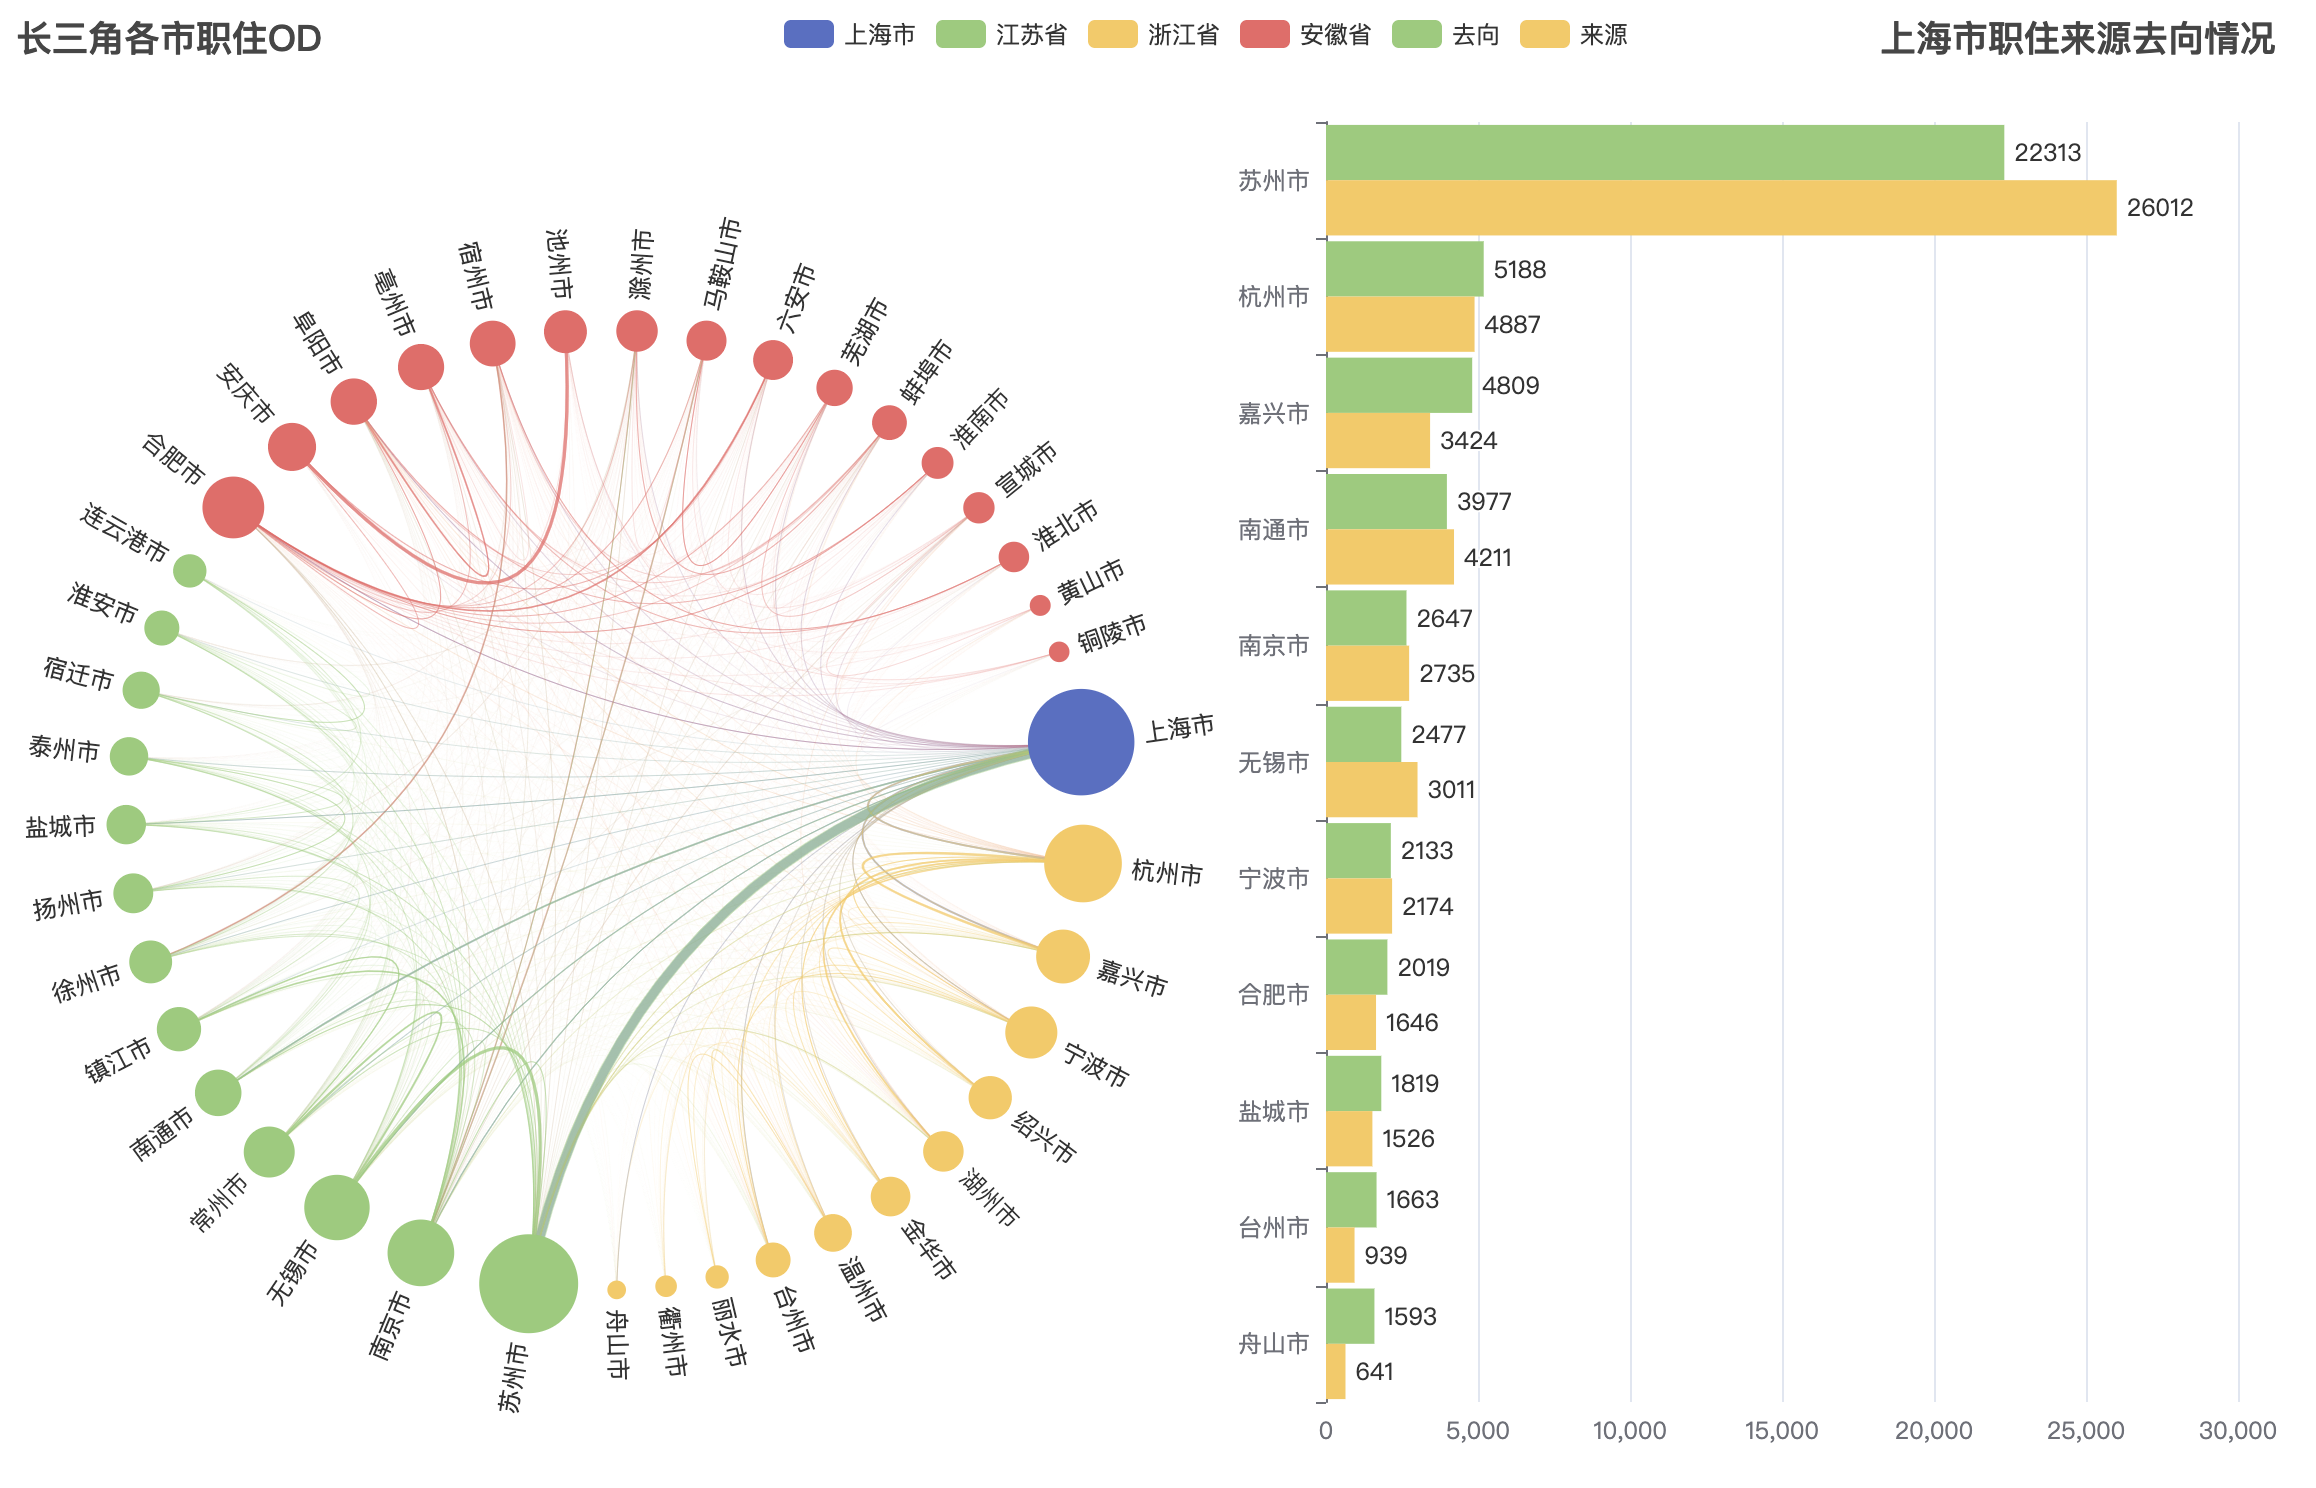 长三角各市职住OD
上海市
江苏省
浙江省
安徽省
去向
来源
上海市职住来源去向情况
合肥市
安庆市
阜阳市
亳州市
宿州市
池州市
滁州市
马鞍山市
六安市
芜湖市
蚌埠市
淮南市
宣城市
淮北市
黄山市
铜陵市
上海市
杭州市
嘉兴市
宁波市
绍兴市
湖州市
金华市
温州市
台州市
丽水市
衢州市
舟山市
苏州市
南京市
无锡市
常州市
南通市
镇江市
徐州市
扬州市
盐城市
泰州市
宿迁市
淮安市
连云港市
苏州市
22313
26012
杭州市
5188
4887
嘉兴市
4809
3424
南通市
3977
4211
南京市
2647
2735
无锡市
2477
3011
宁波市
2133
2174
合肥市
2019
1646
盐城市
1819
1526
台州市
1663
939
舟山市
1593
641
0
5,000
10,000
15,000
20,000
25,000
30,000